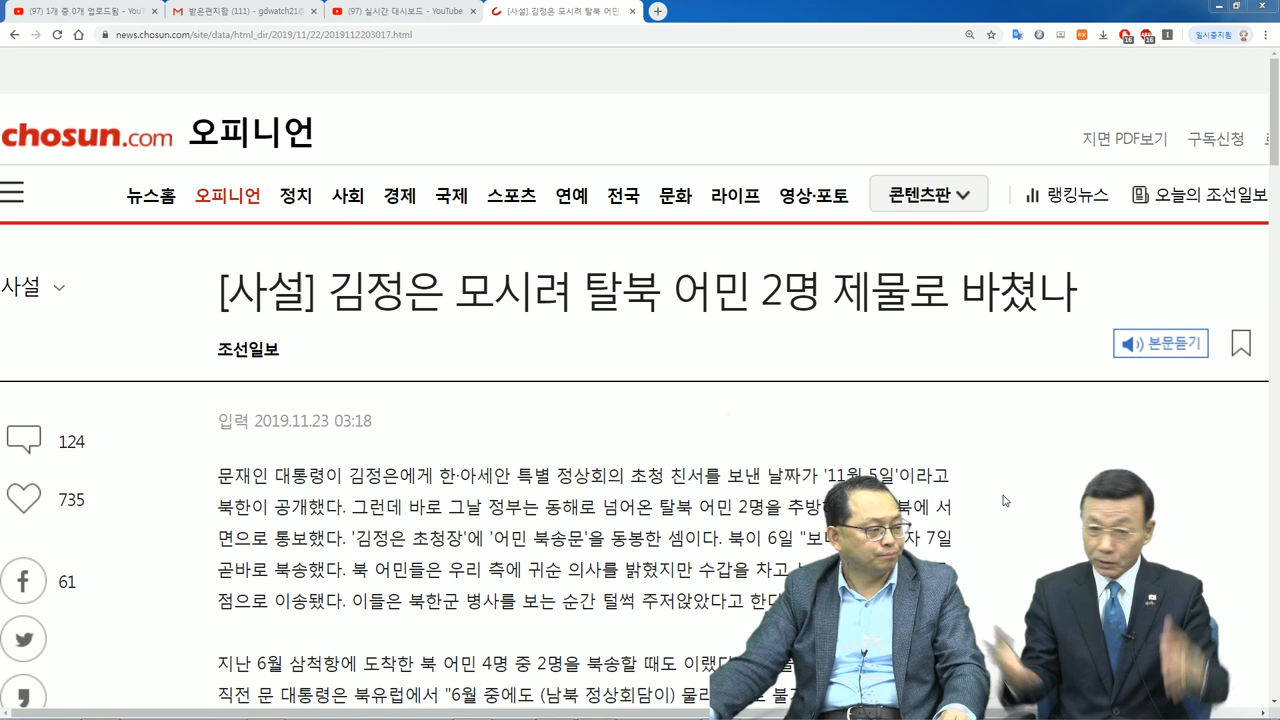 (97) 1개 중 0개 업로드됨 - You
받은편지함 (111) - gdwatch21@
(97) 실시간 대시보드 - YouTube
[사설] 김정은 모시려 탈북 어민
news.chosun.com/site/data/html_dir/2019/11/22/2019112203017.html
일시중지됨
chosun.com 오피니언
지면 PDF보기 구독신청
뉴스홈 오피니언 정치 사회 경제 국제 스포츠 연예 전국 문화 라이프 영상·포토 콘텐츠판 랭킹뉴스 오늘의 조선일보
사설
[사설] 김정은 모시려 탈북 어민 2명 제물로 바쳤나
조선일보
본문듣기
입력 2019.11.23 03:18
124
735
61
문재인 대통령이 김정은에게 한·아세안 특별 정상회의 초청 친서를 보낸 날짜가 '11월 5일'이라고
북한이 공개했다. 그런데 바로 그날 정부는 동해로 넘어온 탈북 어민 2명을 북에 서
면으로 통보했다. '김정은 초청장'에 '어민 북송문'을 동봉한 셈이다. 북이 6일 7일
곧바로 북송했다. 북 어민들은 우리 측에 귀순 의사를 밝혔지만 수갑을 차고
점으로 이송됐다. 이들은 북한군 병사를 보는 순간 털썩 주저앉았다고 한다
지난 6월 삼척항에 도착한 북 어민 4명 중 2명을 북송할 때도 이랬다
직전 문 대통령은 북유럽에서 "6월 중에도 (남북 정상회담이)